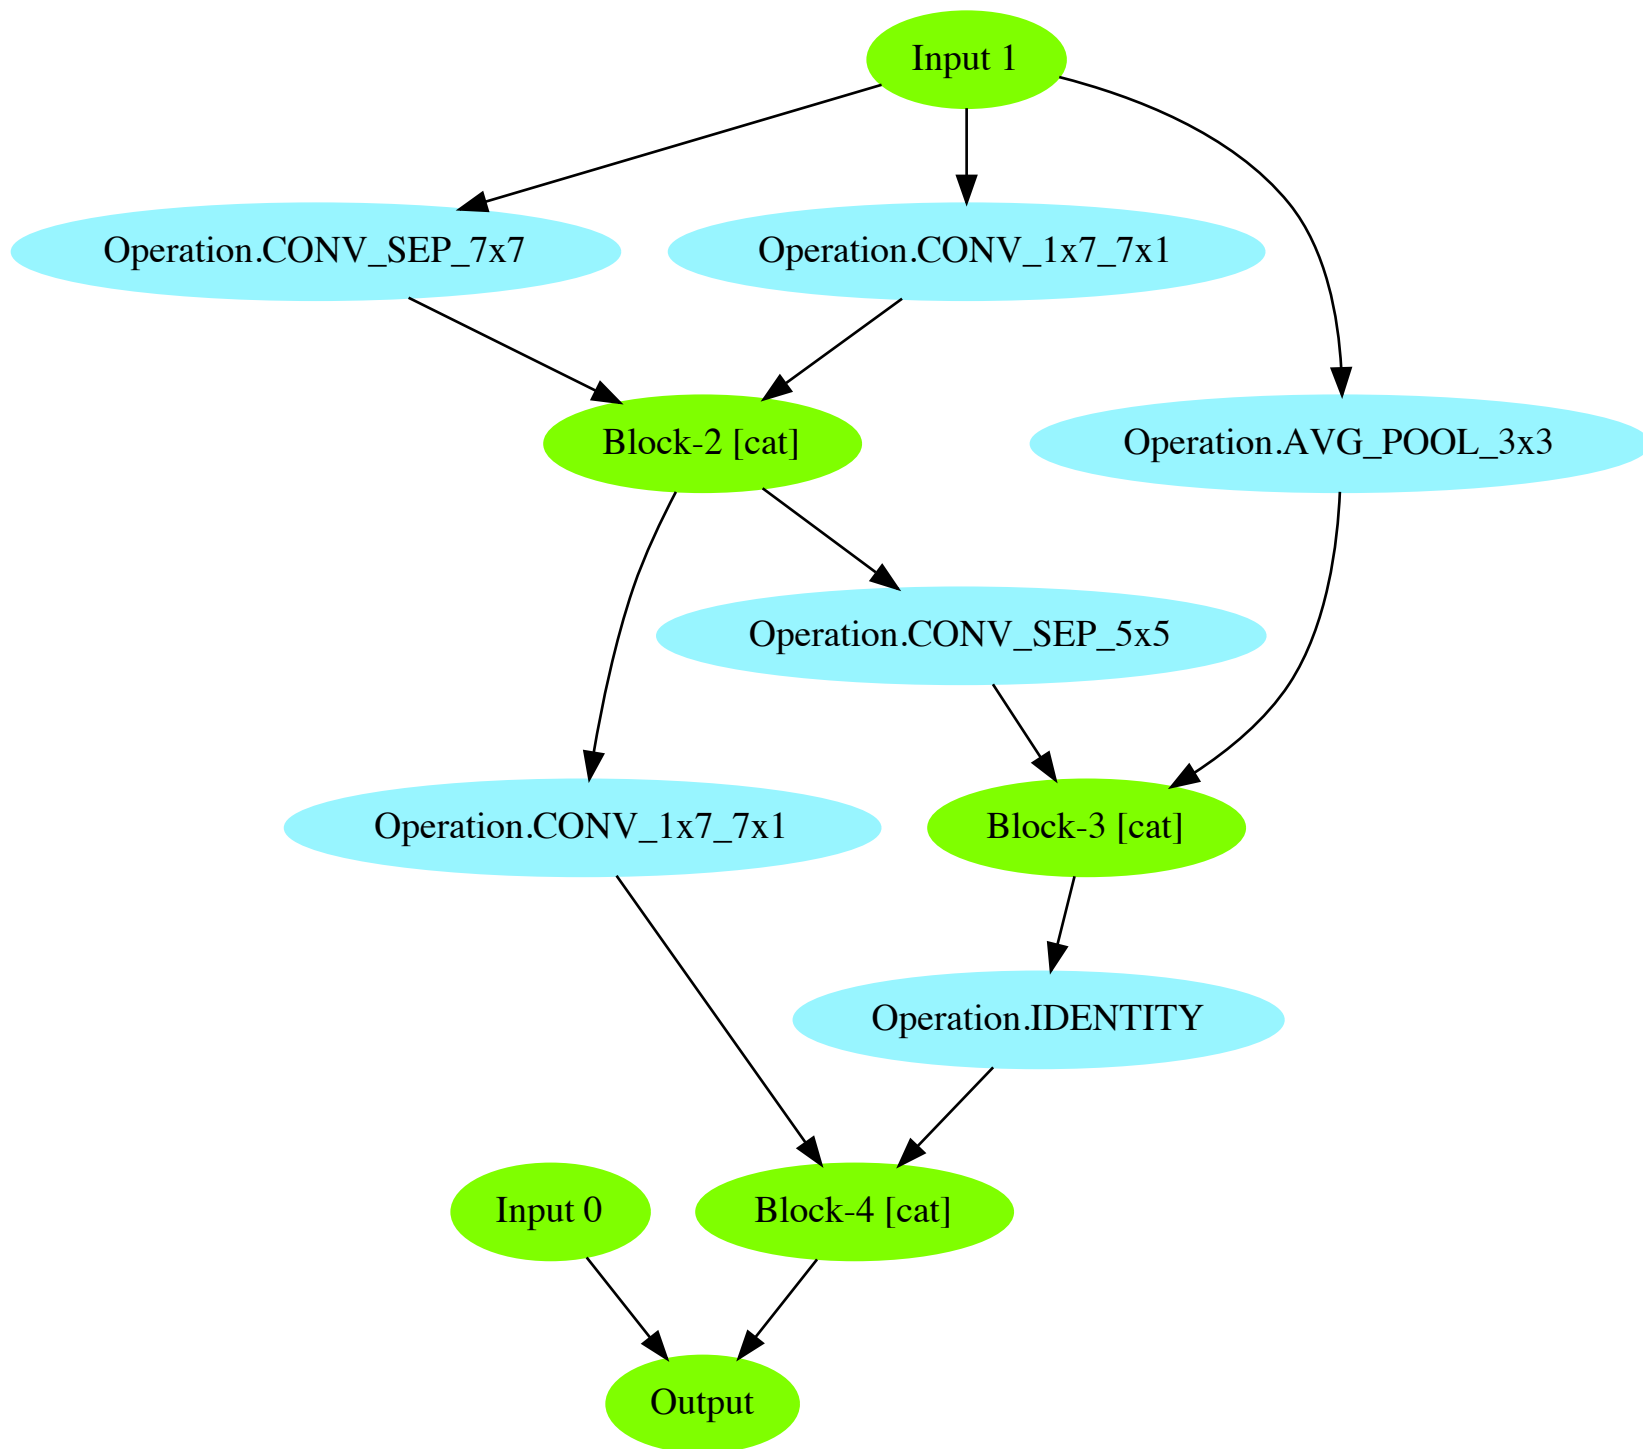 Input 1
Operation.CONV_SEP_7x7
Operation.CONV_1x7_7x1
Block-2 [cat]
Operation.AVG_POOL_3x3
Operation.CONV_SEP_5x5
Operation.CONV_1x7_7x1
Block-3 [cat]
Operation.IDENTITY
Input 0
Block-4 [cat]
Output